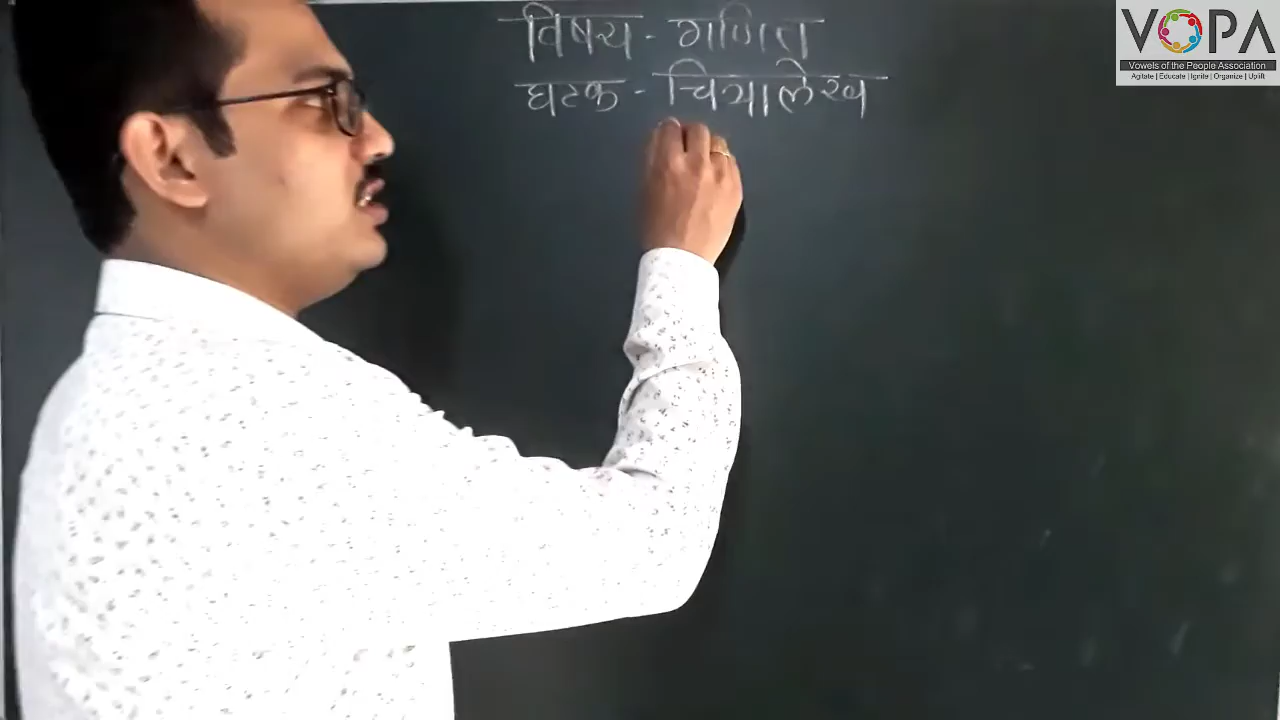 विषय - गणित
घटक - चित्रालेख
VOPA
Vowels of the People Association
Agitate | Educate | Ignite | Organize | Uplift